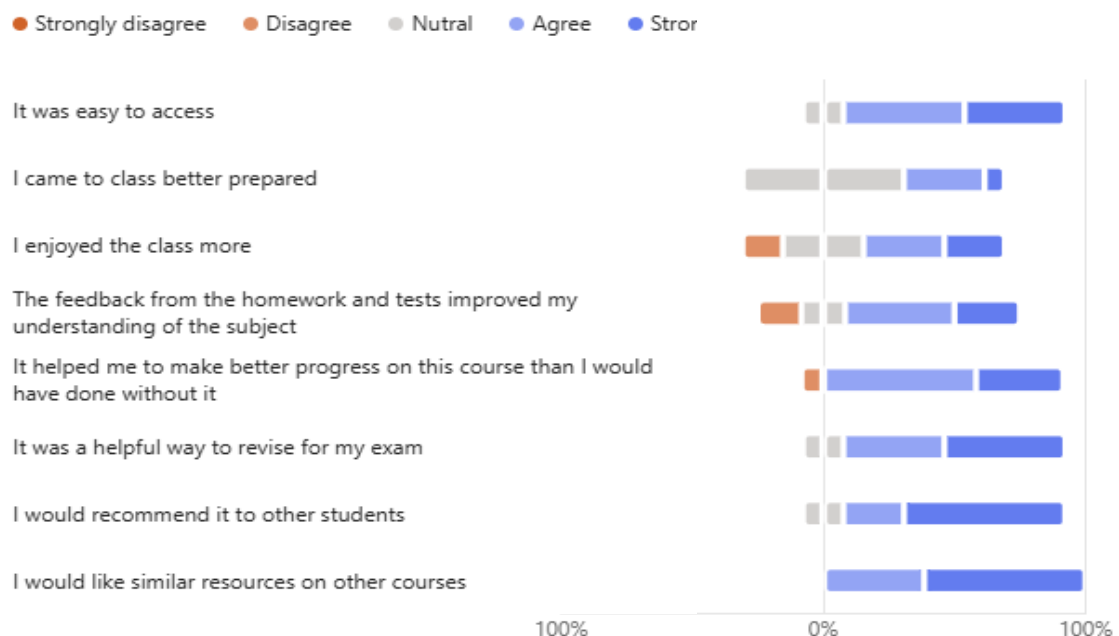 Strongly disagree Disagree Nutral Agree Stror
It was easy to access
I came to class better prepared
I enjoyed the class more
The feedback from the homework and tests improved my
understanding of the subject
It helped me to make better progress on this course than I would
have done without it
It was a helpful way to revise for my exam
I would recommend it to other students
I would like similar resources on other courses
100% 0% 100%